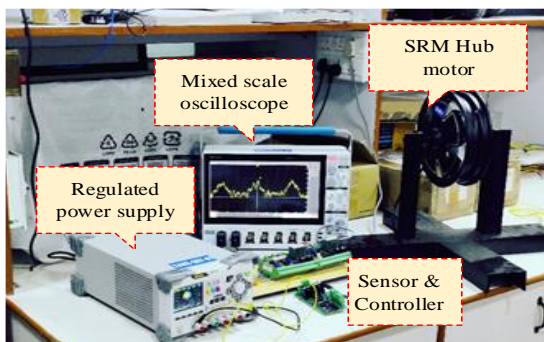 SRM Hub
motor
Mixed scale
oscilloscope
Regulated
power supply
Sensor &
Controller